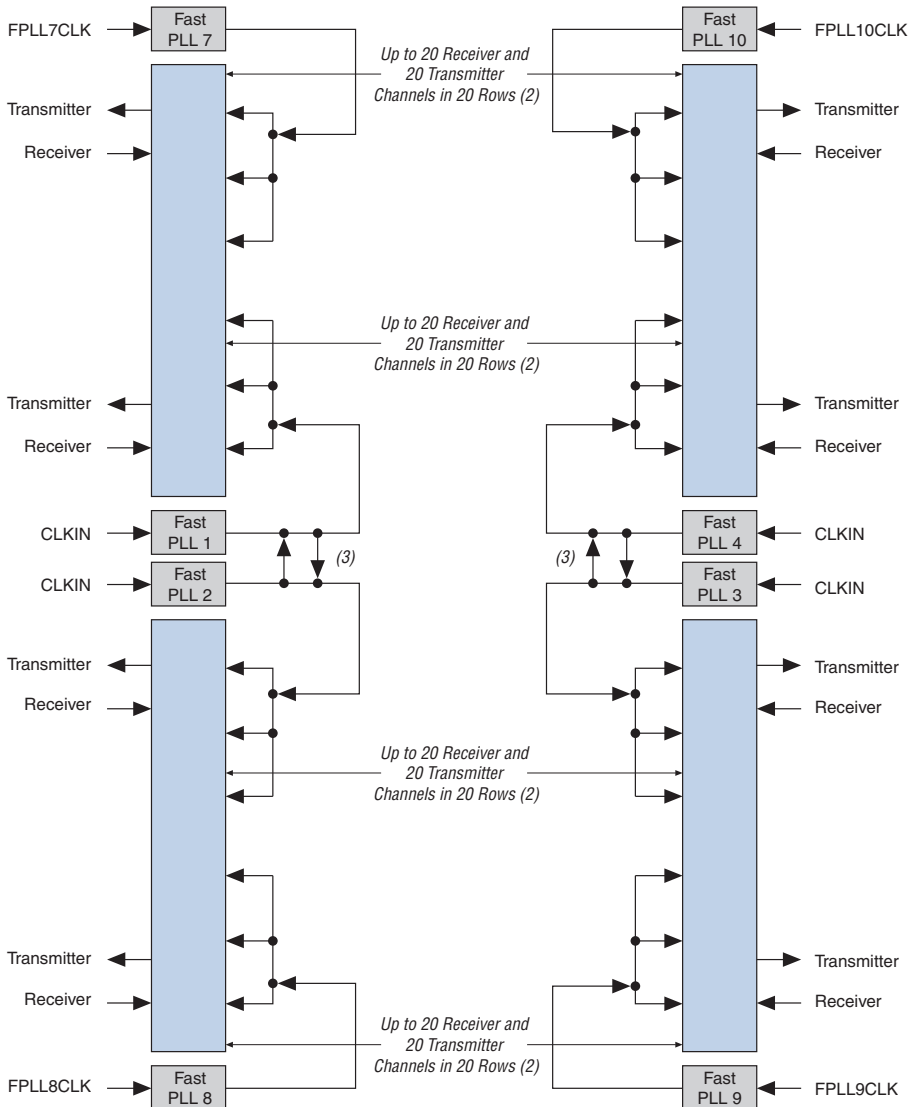 FPLL7CLK
Fast
PLL 7
Fast
PLL 10
FPLL10CLK
Up to 20 Receiver and
20 Transmitter
Channels in 20 Rows (2)
Transmitter
Receiver
Transmitter
Receiver
Up to 20 Receiver and
20 Transmitter
Channels in 20 Rows (2)
Transmitter
Receiver
Transmitter
Receiver
CLKIN
Fast
PLL 1
(3)
(3)
Fast
PLL 4
CLKIN
CLKIN
Fast
PLL 2
Fast
PLL 3
CLKIN
Transmitter
Receiver
Transmitter
Receiver
Up to 20 Receiver and
20 Transmitter
Channels in 20 Rows (2)
Transmitter
Receiver
Transmitter
Receiver
Up to 20 Receiver and
20 Transmitter
Channels in 20 Rows (2)
FPLL8CLK
Fast
PLL 8
Fast
PLL 9
FPLL9CLK